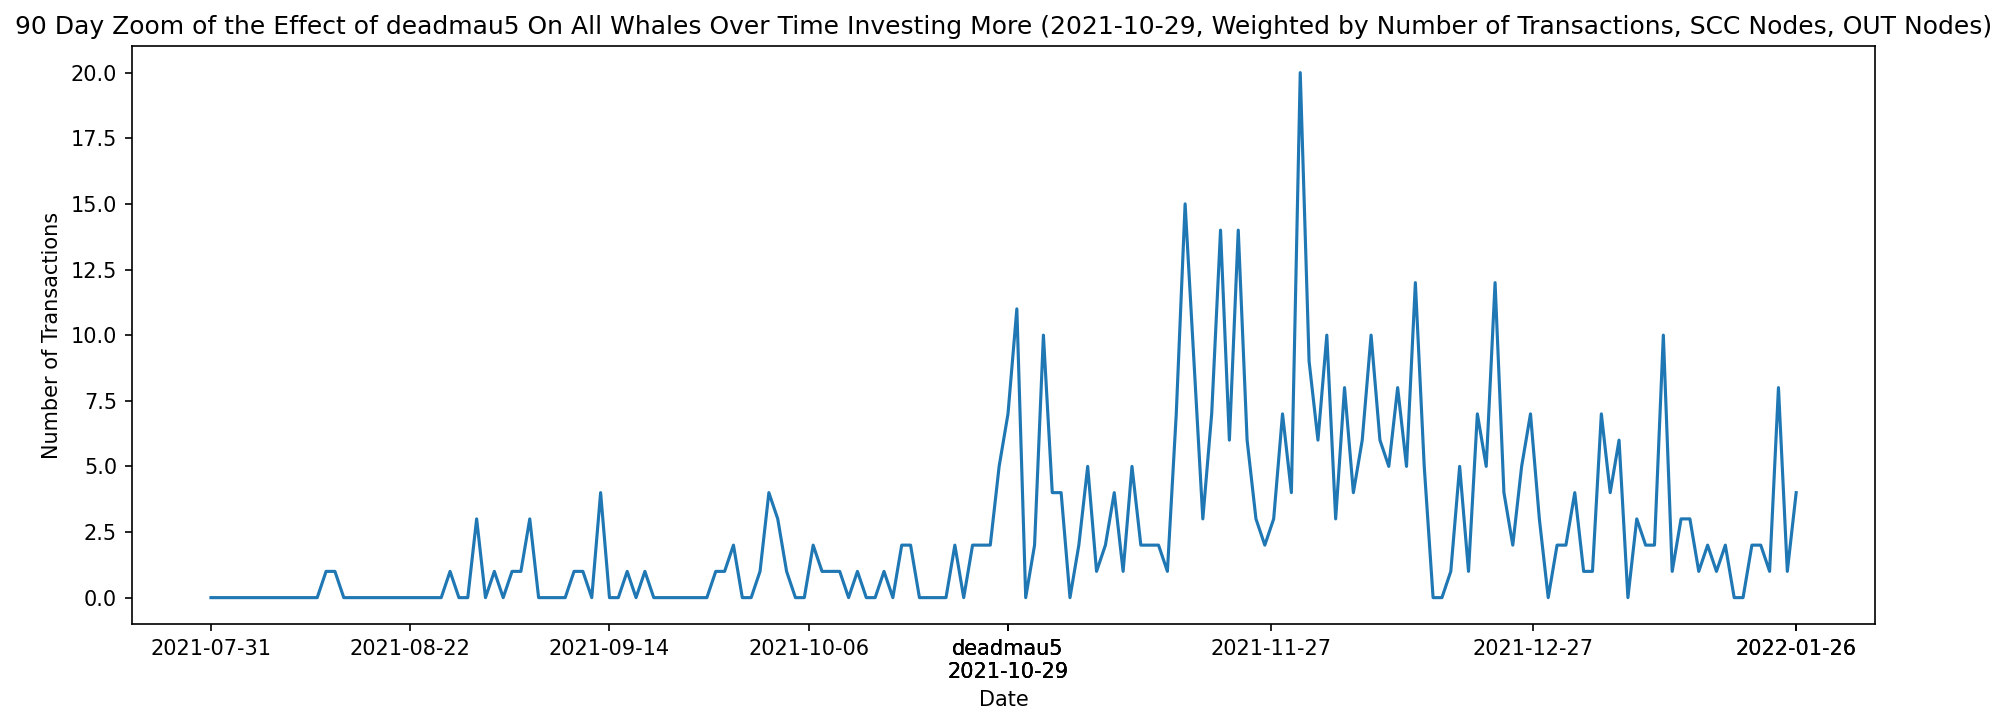 90 Day Zoom of the Effect of deadmau5 On All Whales Over Time Investing More (2021-10-29, Weighted by Number of Transactions, SCC Nodes, OUT Nodes)
20.0
17.5
15.0
12.5
10.0
7.5
5.0
2.5
0.0
Number of Transactions
2021-07-31 2021-08-22 2021-09-14 2021-10-06 deadmau5 2021-11-27 2021-12-27 2022-01-26
2021-10-29
Date